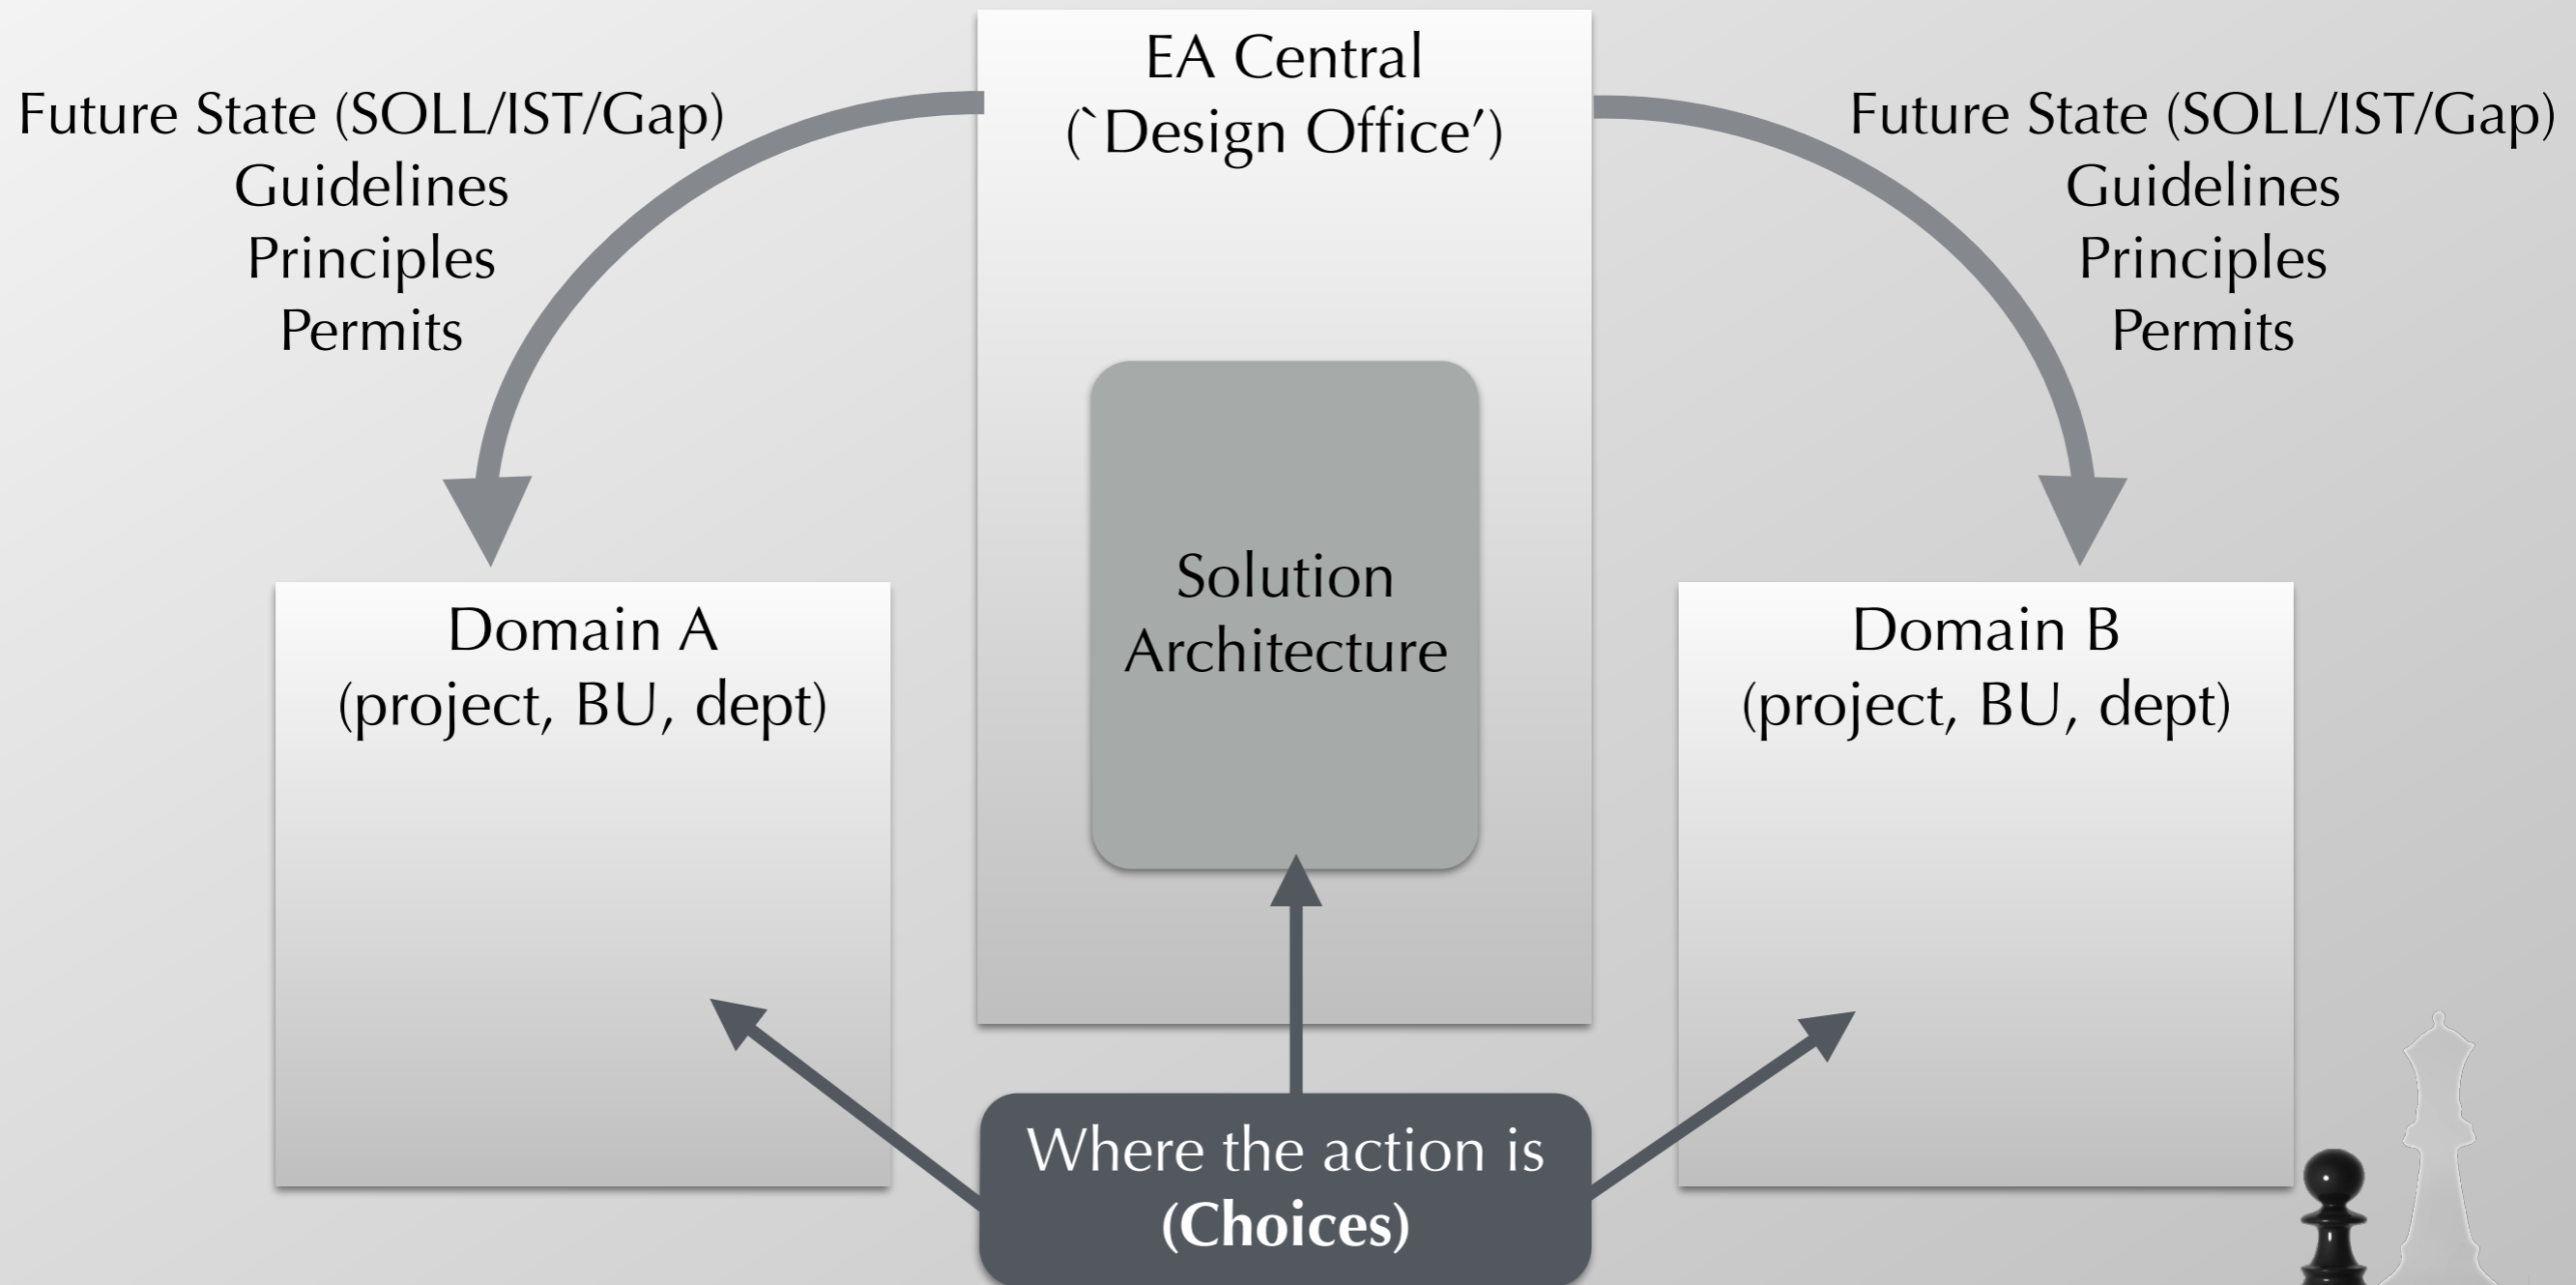 EA Central
(`Design Office’)
Future State (SOLL/IST/Gap)
Guidelines
Principles
Permits
Future State (SOLL/IST/Gap)
Guidelines
Principles
Permits
Solution
Architecture
Domain A
(project, BU, dept)
Domain B
(project, BU, dept)
Where the action is
(Choices)